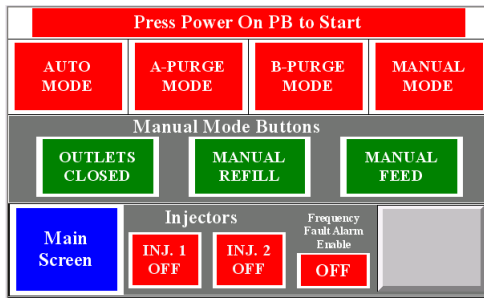 Press Power On PB to Start
AUTO MODE
A-PURGE MODE
B-PURGE MODE
MANUAL MODE
Manual Mode Buttons
OUTLETS CLOSED
MANUAL REFILL
MANUAL FEED
Main Screen
Injectors
INJ. 1 OFF
INJ. 2 OFF
Frequency Fault Alarm Enable
OFF